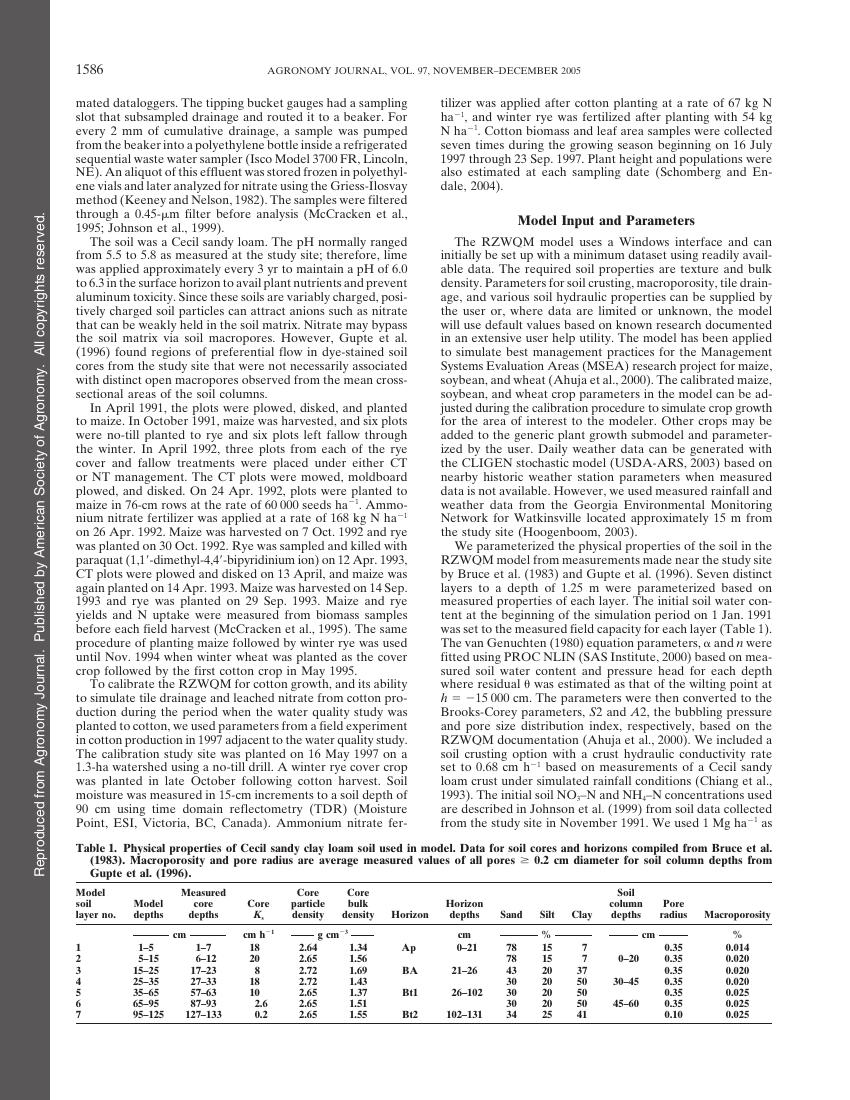 1586
AGRONOMY JOURNAL, VOL. 97, NOVEMBER–DECEMBER 2005
mated dataloggers. The tipping bucket gauges had a sampling
slot that subsampled drainage and routed it to a beaker. For
every 2 mm of cumulative drainage, a sample was pumped
from the beaker into a polyethylene bottle inside a refrigerated
sequential waste water sampler (Isco Model 3700 FR, Lincoln,
NE). An aliquot of this effluent was stored frozen in polyethyl-
ene vials and later analyzed for nitrate using the Griess-Ilosvay
method (Keeney and Nelson, 1982). The samples were filtered
through a 0.45-μm filter before analysis (McCracken et al.,
1995; Johnson et al., 1999).
The soil was a Cecil sandy loam. The pH normally ranged
from 5.5 to 5.8 as measured at the study site; therefore, lime
was applied approximately every 3 yr to maintain a pH of 6.0
to 6.3 in the surface horizon to avail plant nutrients and prevent
aluminum toxicity. Since these soils are variably charged, posi-
tively charged soil particles can attract anions such as nitrate
that can be weakly held in the soil matrix. Nitrate may bypass
the soil matrix via soil macropores. However, Gupte et al.
(1996) found regions of preferential flow in dye-stained soil
cores from the study site that were not necessarily associated
with distinct open macropores observed from the mean cross-
sectional areas of the soil columns.
In April 1991, the plots were plowed, disked, and planted
to maize. In October 1991, maize was harvested, and six plots
were no-till planted to rye and six plots left fallow through
the winter. In April 1992, three plots from each of the rye
cover and fallow treatments were placed under either CT
or NT management. The CT plots were mowed, moldboard
plowed, and disked. On 24 Apr. 1992, plots were planted to
maize in 76-cm rows at the rate of 60 000 seeds ha⁻¹. Ammo-
nium nitrate fertilizer was applied at a rate of 168 kg N ha⁻¹
on 26 Apr. 1992. Maize was harvested on 7 Oct. 1992 and rye
was planted on 30 Oct. 1992. Rye was sampled and killed with
paraquat (1,1′-dimethyl-4,4′-bipyridinium ion) on 12 Apr. 1993,
CT plots were plowed and disked on 13 April, and maize was
again planted on 14 Apr. 1993. Maize was harvested on 14 Sep.
1993 and rye was planted on 29 Sep. 1993. Maize and rye
yields and N uptake were measured from biomass samples
before each field harvest (McCracken et al., 1995). The same
procedure of planting maize followed by winter rye was used
until Nov. 1994 when winter wheat was planted as the cover
crop followed by the first cotton crop in May 1995.
To calibrate the RZWQM for cotton growth, and its ability
to simulate tile drainage and leached nitrate from cotton pro-
duction during the period when the water quality study was
planted to cotton, we used parameters from a field experiment
in cotton production in 1997 adjacent to the water quality study.
The calibration study site was planted on 16 May 1997 on a
1.3-ha watershed using a no-till drill. A winter rye cover crop
was planted in late October following cotton harvest. Soil
moisture was measured in 15-cm increments to a soil depth of
90 cm using time domain reflectometry (TDR) (Moisture
Point, ESI, Victoria, BC, Canada). Ammonium nitrate fer-
tilizer was applied after cotton planting at a rate of 67 kg N
ha⁻¹, and winter rye was fertilized after planting with 54 kg
N ha⁻¹. Cotton biomass and leaf area samples were collected
seven times during the growing season beginning on 16 July
1997 through 23 Sep. 1997. Plant height and populations were
also estimated at each sampling date (Schomberg and En-
dale, 2004).
Model Input and Parameters
The RZWQM model uses a Windows interface and can
initially be set up with a minimum dataset using readily avail-
able data. The required soil properties are texture and bulk
density. Parameters for soil crusting, macroporosity, tile drain-
age, and various soil hydraulic properties can be supplied by
the user or, where data are limited or unknown, the model
will use default values based on known research documented
in an extensive user help utility. The model has been applied
to simulate best management practices for the Management
Systems Evaluation Areas (MSEA) research project for maize,
soybean, and wheat (Ahuja et al., 2000). The calibrated maize,
soybean, and wheat crop parameters in the model can be ad-
justed during the calibration procedure to simulate crop growth
for the area of interest to the modeler. Other crops may be
added to the generic plant growth submodel and parameter-
ized by the user. Daily weather data can be generated with
the CLIGEN stochastic model (USDA-ARS, 2003) based on
nearby historic weather station parameters when measured
data is not available. However, we used measured rainfall and
weather data from the Georgia Environmental Monitoring
Network for Watkinsville located approximately 15 m from
the study site (Hoogenboom, 2003).
We parameterized the physical properties of the soil in the
RZWQM model from measurements made near the study site
by Bruce et al. (1983) and Gupte et al. (1996). Seven distinct
layers to a depth of 1.25 m were parameterized based on
measured properties of each layer. The initial soil water con-
tent at the beginning of the simulation period on 1 Jan. 1991
was set to the measured field capacity for each layer (Table 1).
The van Genuchten (1980) equation parameters, α and n were
fitted using PROC NLIN (SAS Institute, 2000) based on mea-
sured soil water content and pressure head for each depth
where residual θ was estimated as that of the wilting point at
h = −15 000 cm. The parameters were then converted to the
Brooks-Corey parameters, S2 and A2, the bubbling pressure
and pore size distribution index, respectively, based on the
RZWQM documentation (Ahuja et al., 2000). We included a
soil crusting option with a crust hydraulic conductivity rate
set to 0.68 cm h⁻¹ based on measurements of a Cecil sandy
loam crust under simulated rainfall conditions (Chiang et al.,
1993). The initial soil NO₃–N and NH₄–N concentrations used
are described in Johnson et al. (1999) from soil data collected
from the study site in November 1991. We used 1 Mg ha⁻¹ as
Table 1. Physical properties of Cecil sandy clay loam soil used in model. Data for soil cores and horizons compiled from Bruce et al.
(1983). Macroporosity and pore radius are average measured values of all pores ≥ 0.2 cm diameter for soil column depths from
Gupte et al. (1996).
Model soil layer no. Model depths Measured core depths Core Kₛ Core particle density Core bulk density Horizon Horizon depths Sand Silt Clay Soil column depths Pore radius Macroporosity
cm cm h⁻¹ g cm⁻³ cm % cm %
1 1–5 1–7 18 2.64 1.34 Ap 0–21 78 15 7 0.35 0.014
2 5–15 6–12 20 2.65 1.56 78 15 7 0–20 0.35 0.020
3 15–25 17–23 8 2.72 1.69 BA 21–26 43 20 37 0.35 0.020
4 25–35 27–33 18 2.72 1.43 30 20 50 30–45 0.35 0.020
5 35–65 57–63 10 2.65 1.37 Bt1 26–102 30 20 50 0.35 0.025
6 65–95 87–93 2.6 2.65 1.51 30 20 50 45–60 0.35 0.025
7 95–125 127–133 0.2 2.65 1.55 Bt2 102–131 34 25 41 0.10 0.025
Reproduced from Agronomy Journal. Published by American Society of Agronomy. All copyrights reserved.